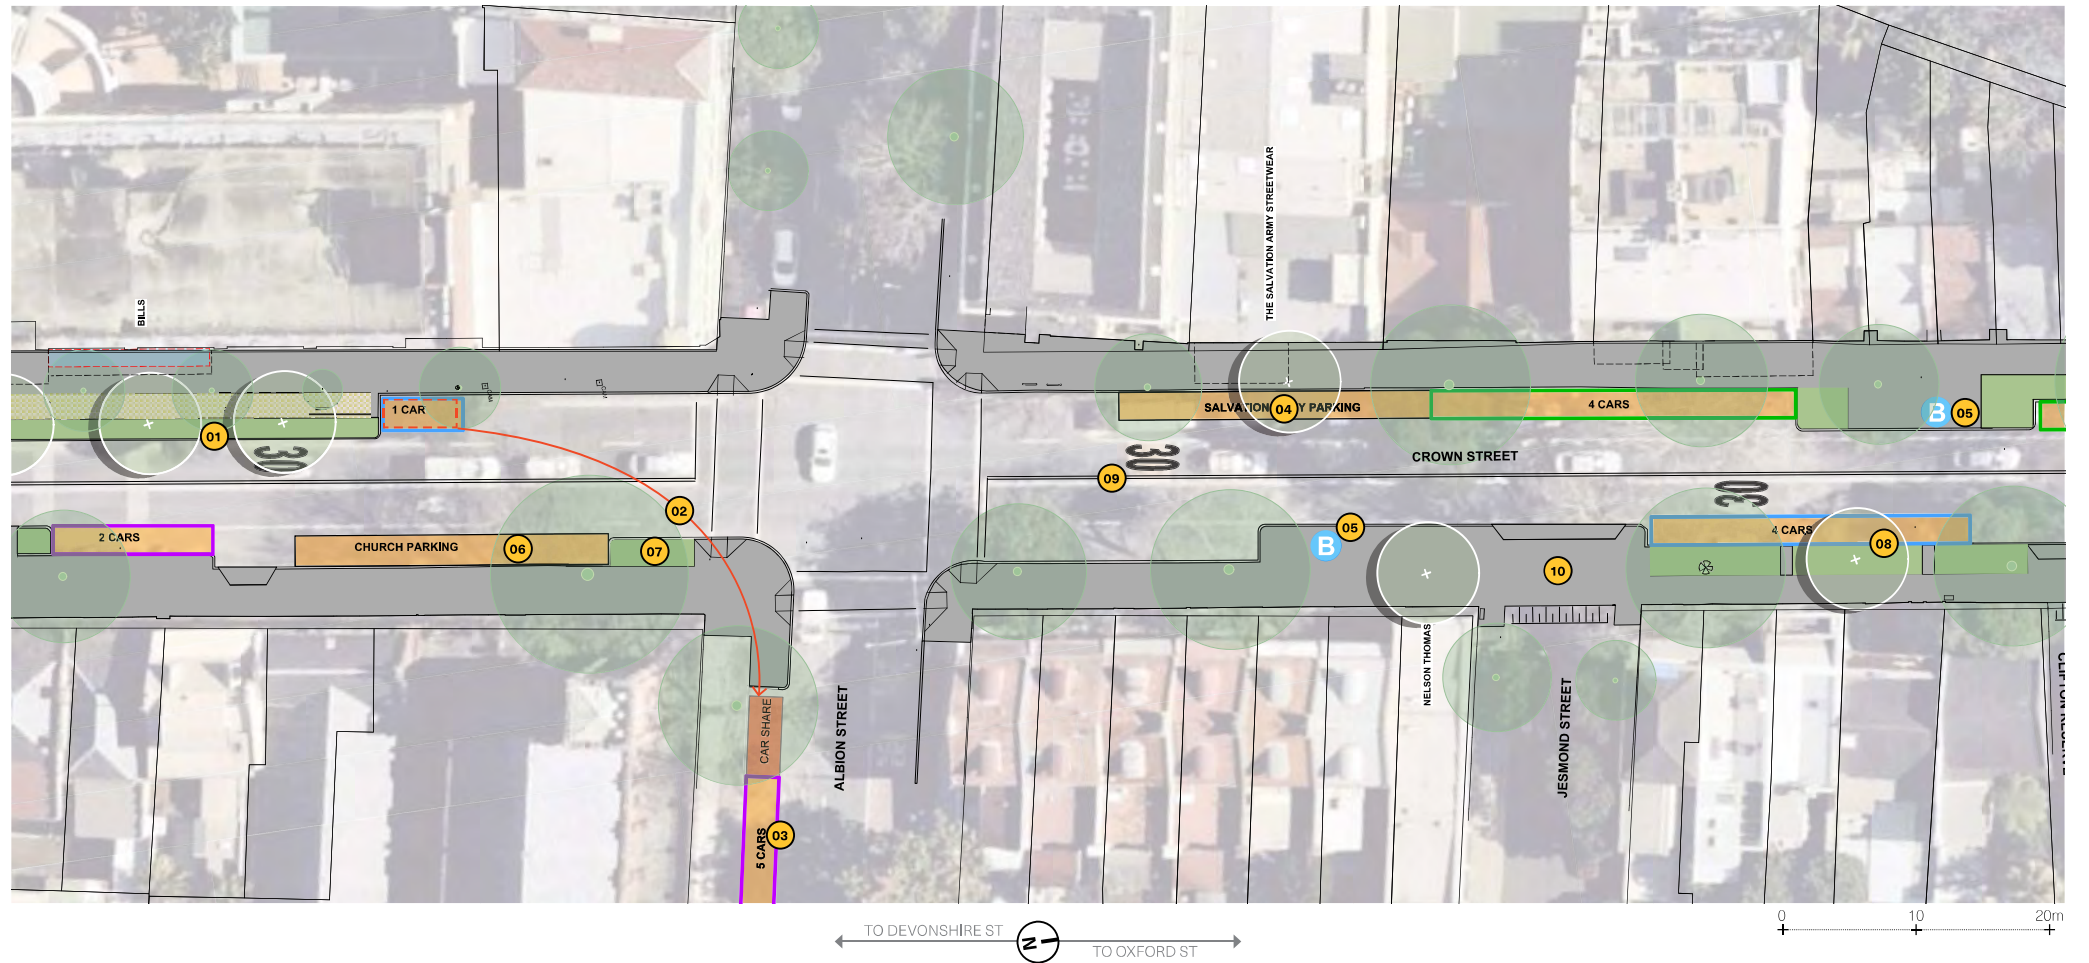 BILLS
THE SALVATION ARMY STREETWEAR
1 CAR
01
30
SALVATION
04
Y PARKING
4 CARS
B
05
30
CROWN STREET
09
02
30
2 CARS
CHURCH PARKING
06
07
B
05
10
4 CARS
08
NELSON THOMAS
JESMOND STREET
ALBION STREET
CAR SHARE
5 CARS
03
TO DEVONSHIRE ST
N
TO OXFORD ST
0
10
20m